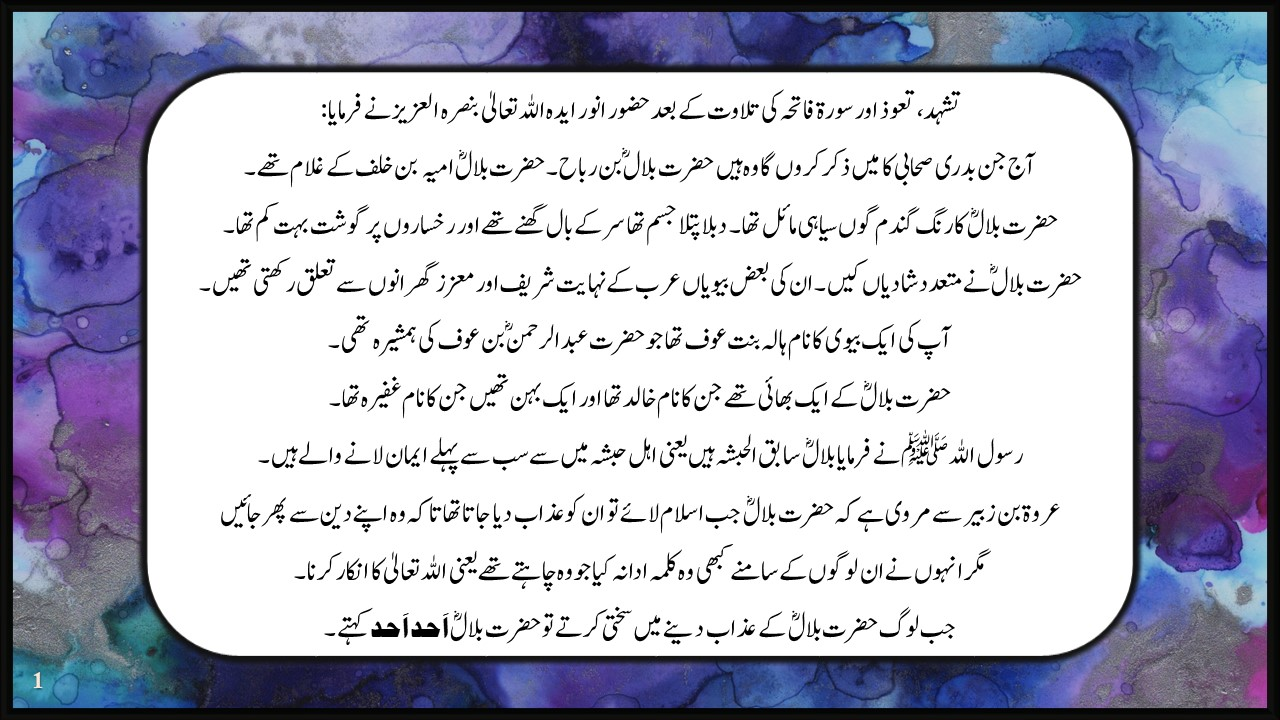 تشہد، تعوذ اور سورۃ فاتحہ کی تلاوت کے بعد حضور انور ایدہ اللہ تعالیٰ بنصرہ العزیز نے فرمایا:
آج جن بدری صحابی کا میں ذکر کروں گا وہ ہیں حضرت بلالؓ بن رباح۔ حضرت بلالؓ امیہ بن خلف کے غلام تھے۔
حضرت بلالؓ کا رنگ گندم گوں سیاہی مائل تھا۔ دبلا پتلا جسم تھا سر کے بال گھنے تھے اور رخساروں پر گوشت بہت کم تھا۔
حضرت بلالؓ نے متعدد شادیاں کیں۔ ان کی بعض بیویاں عرب کے نہایت شریف اور معزز گھرانوں سے تعلق رکھتی تھیں۔
آپ کی ایک بیوی کا نام ہالہ بنت عوف تھا جو حضرت عبدالرحمنؓ بن عوف کی ہمشیرہ تھی۔
حضرت بلالؓ کے ایک بھائی تھے جن کا نام خالد تھا اور ایک بہن تھیں جن کا نام غفیرہ تھا۔
رسول اللہ ﷺ نے فرمایا بلالؓ سابق الحبشہ ہیں یعنی اہل حبشہ میں سے سب سے پہلے ایمان لانے والے ہیں۔
عروۃ بن زبیر سے مروی ہے کہ حضرت بلالؓ جب اسلام لائے تو ان کو عذاب دیا جاتا تھا تاکہ وہ اپنے دین سے پھر جائیں
مگر انہوں نے ان لوگوں کے سامنے کبھی وہ کلمہ ادا نہ کیا جو وہ چاہتے تھے یعنی اللہ تعالیٰ کا انکار کرنا۔
جب لوگ حضرت بلالؓ کے عذاب دینے میں سختی کرتے تو حضرت بلالؓ اَحد اَحد کہتے۔
1